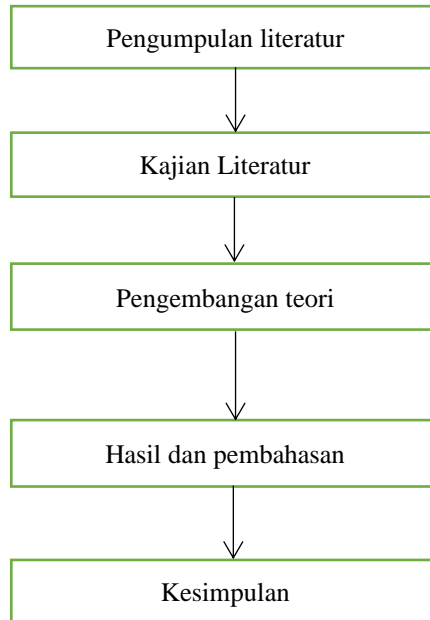 Pengumpulan literatur
Kajian Literatur
Pengembangan teori
Hasil dan pembahasan
Kesimpulan